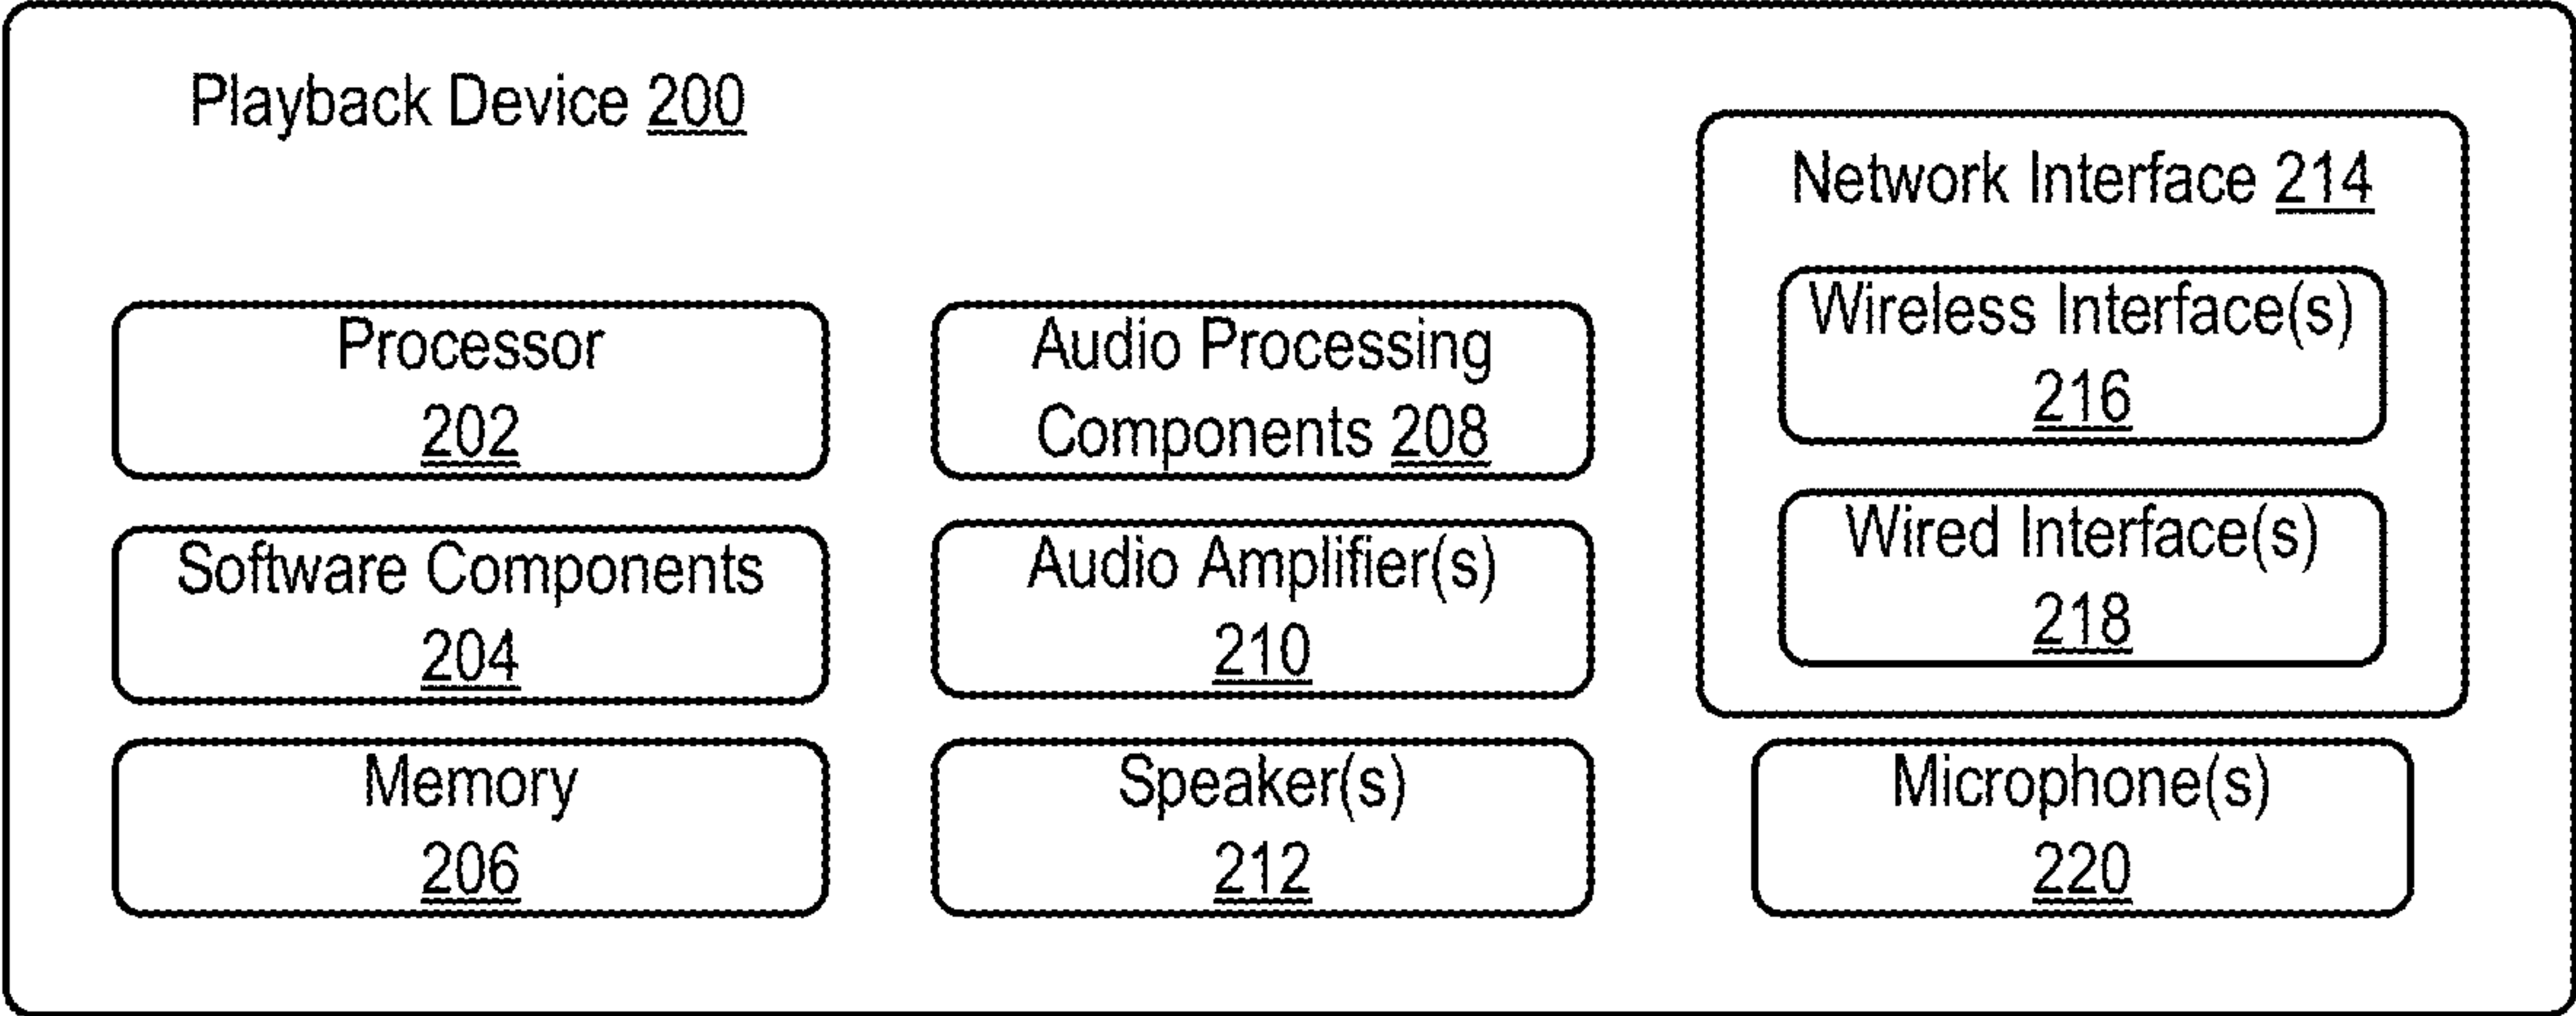 Playback Device 200
Processor
202
Software Components
204
Memory
206
Audio Processing
Components 208
Audio Amplifier(s)
210
Speaker(s)
212
Network Interface 214
Wireless Interface(s)
216
Wired Interface(s)
218
Microphone(s)
220